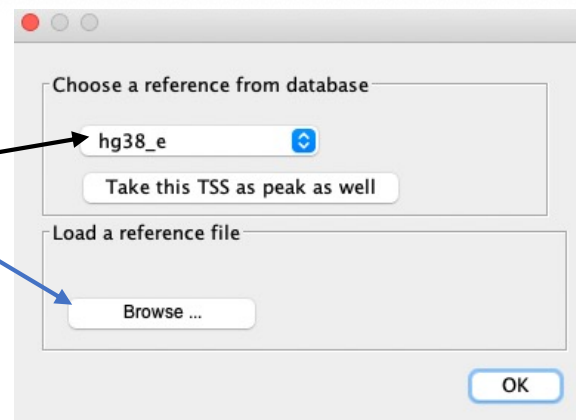 Choose a reference from database
hg38_e
Take this TSS as peak as well
Load a reference file
Browse ...
OK